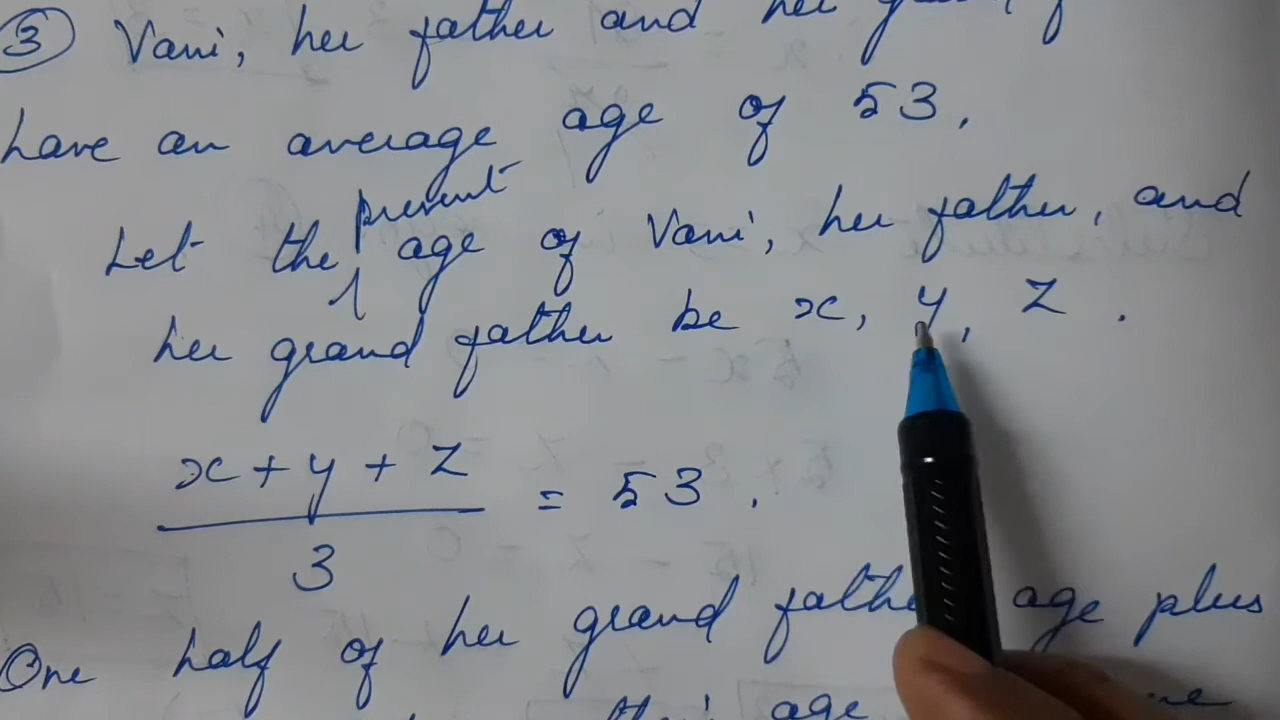 ③ Vani, her father and her
have an average age of 53.
Let the present age of Vani, her father, and
her grand father be x, y, z.
x + y + z / 3 = 53.
One half of her grand father age plus
age